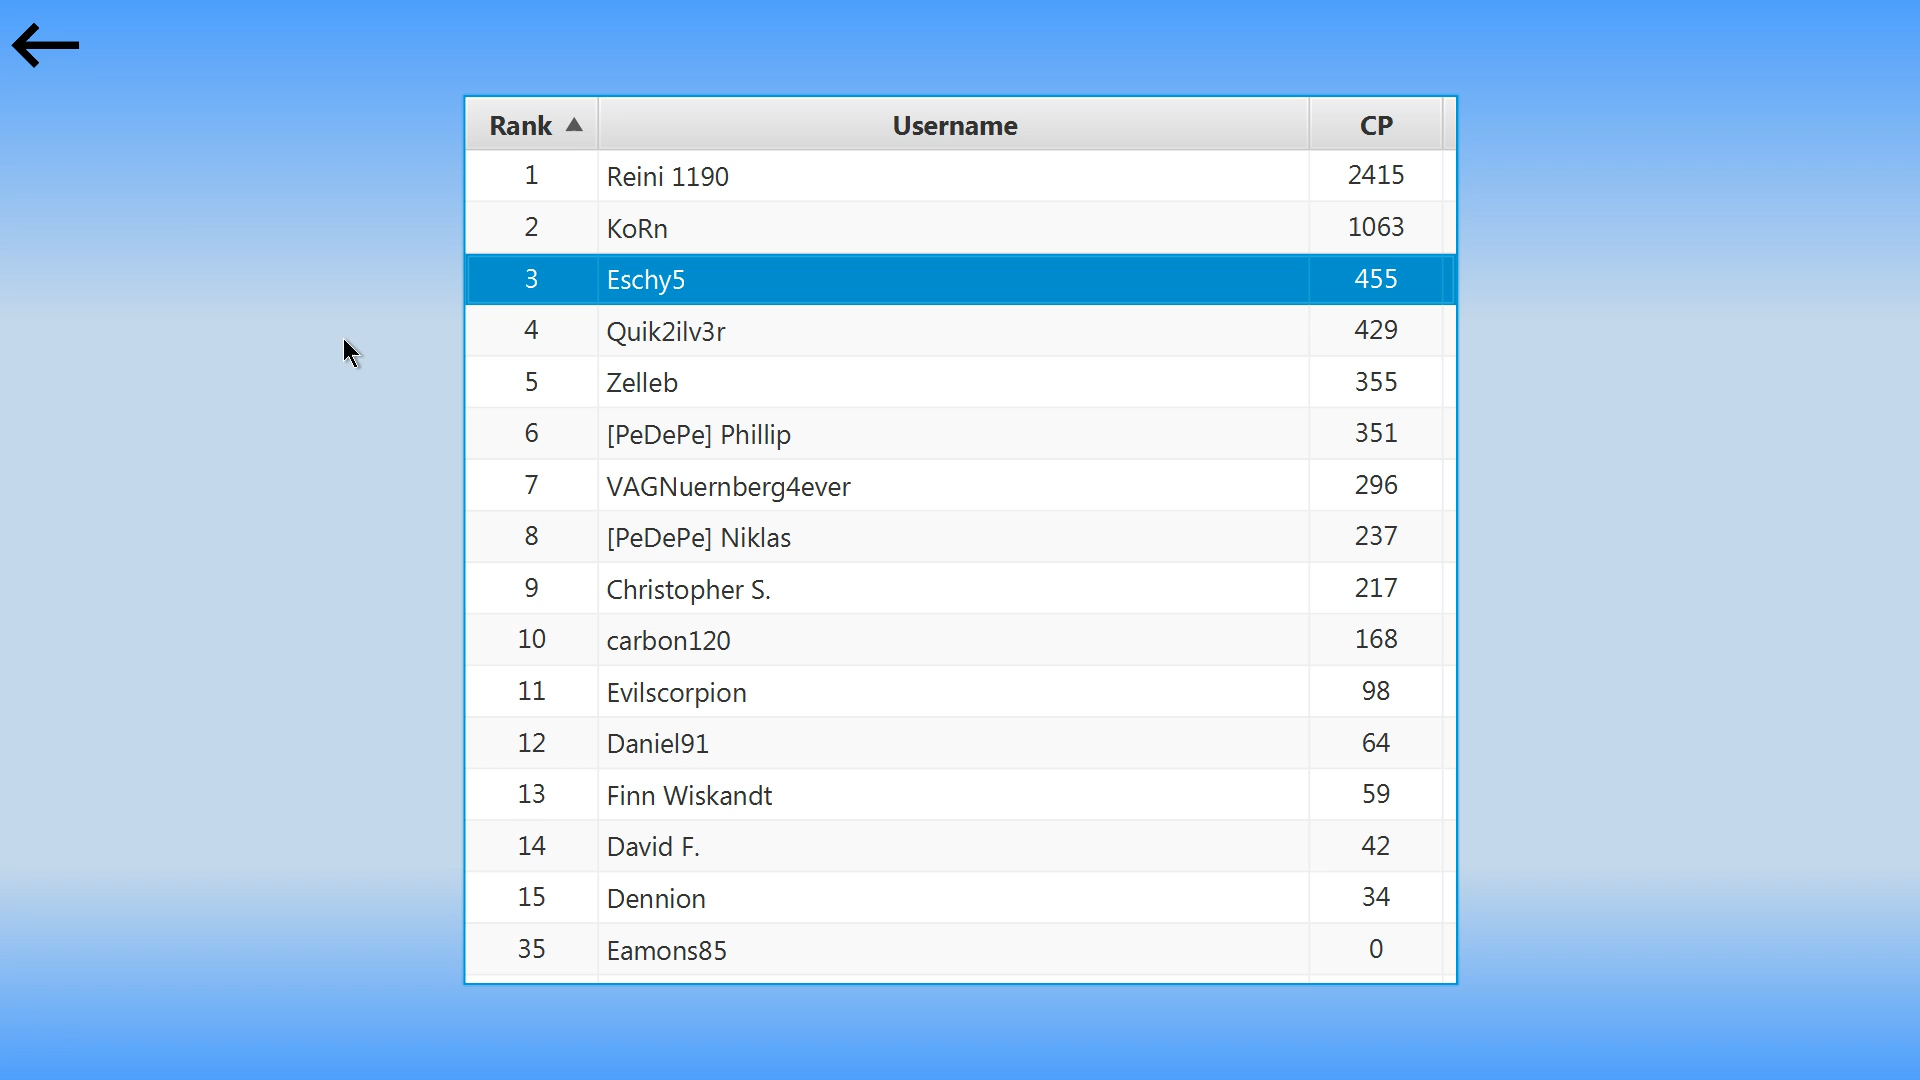 Rank Username CP
1 Reini 1190 2415
2 KoRn 1063
3 Eschy5 455
4 Quik2ilv3r 429
5 Zelleb 355
6 [PeDePe] Phillip 351
7 VAGNuernberg4ever 296
8 [PeDePe] Niklas 237
9 Christopher S. 217
10 carbon120 168
11 Evilscorpion 98
12 Daniel91 64
13 Finn Wiskandt 59
14 David F. 42
15 Dennion 34
35 Eamons85 0